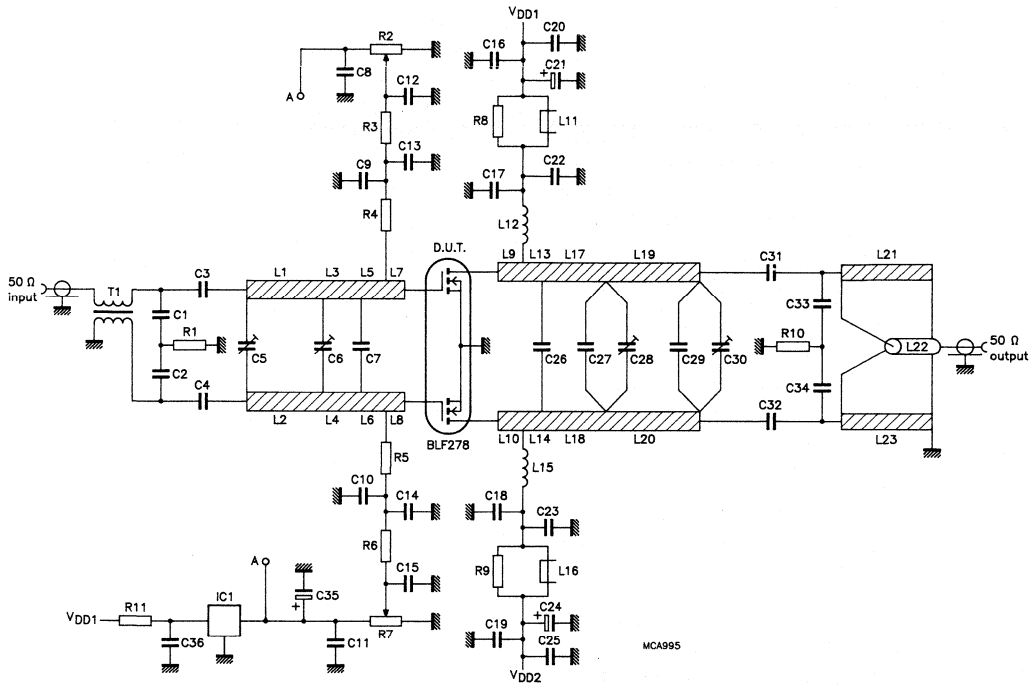 VDD1
R2
C8
A
C12
R3
C13
C9
R4
C16
C20
C21
+
R8
L11
C22
C17
L12
D.U.T.
50 Ω
input
T1
C3
L1
L3
L5
L7
C1
R1
C2
C4
C5
C6
C7
L2
L4
L6
L8
BLF278
L9
L13
L17
L19
C26
C27
C28
C29
C30
L10
L14
L18
L20
C31
C33
R10
C34
C32
L21
L22
L23
50 Ω
output
R5
C10
C14
R6
C15
L15
C18
C23
R9
L16
C24
+
C19
C25
VDD2
A
IC1
C35
+
VDD1
R11
C36
C11
R7
MCA995